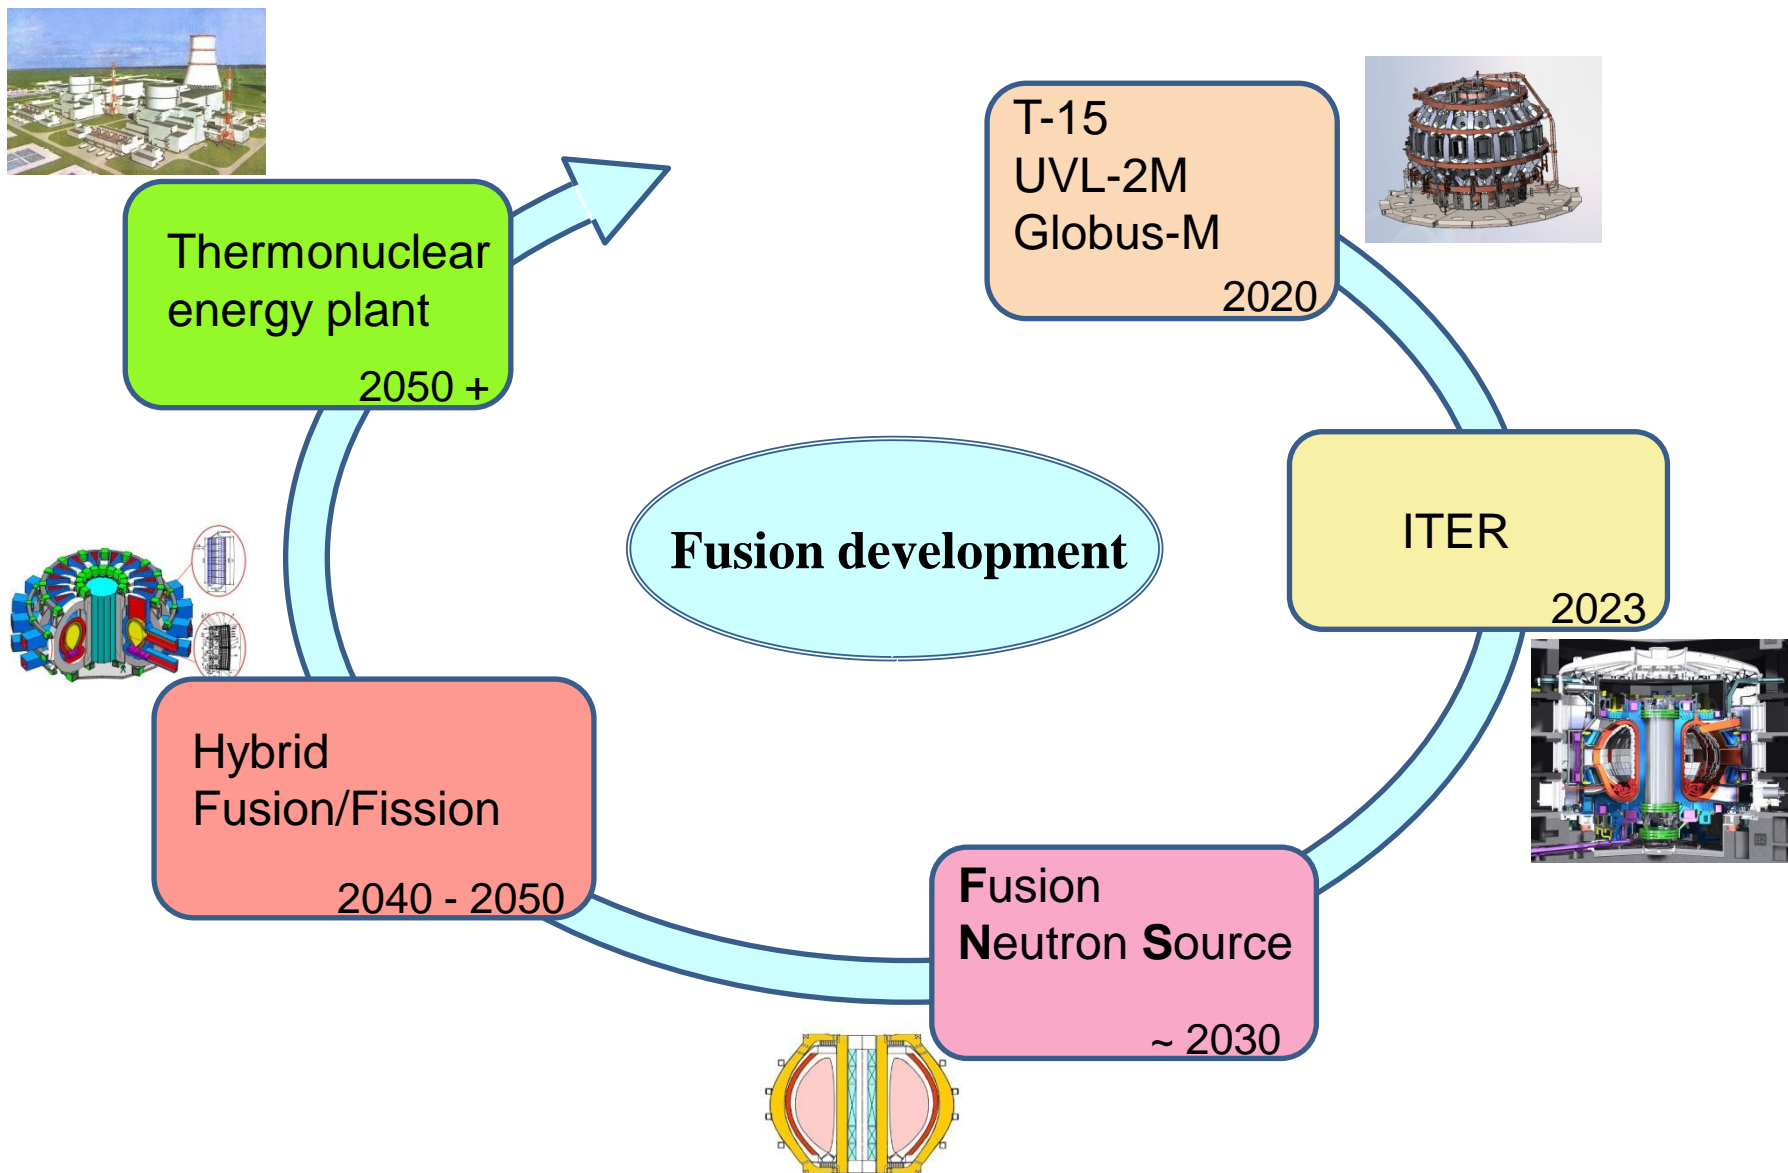 T-15
UVL-2M
Globus-M
2020
ITER
2023
Fusion
Neutron Source
~ 2030
Hybrid
Fusion/Fission
2040 - 2050
Thermonuclear
energy plant
2050 +
Fusion development